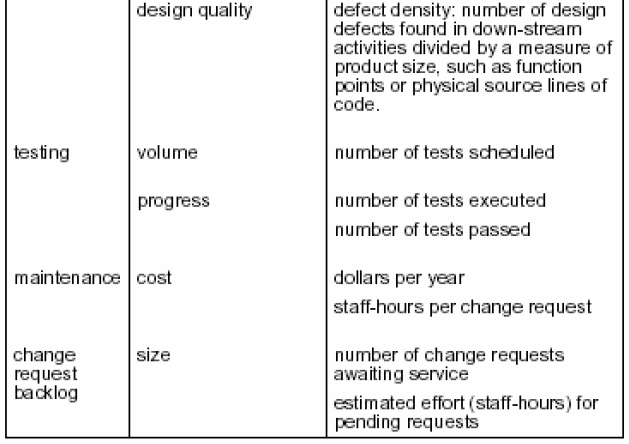 design quality
defect density: number of design
defects found in down-stream
activities divided by a measure of
product size, such as function
points or physical source lines of
code.
testing
volume
number of tests scheduled
progress
number of tests executed
number of tests passed
maintenance
cost
dollars per year
staff-hours per change request
change
request
backlog
size
number of change requests
awaiting service
estimated effort (staff-hours) for
pending requests